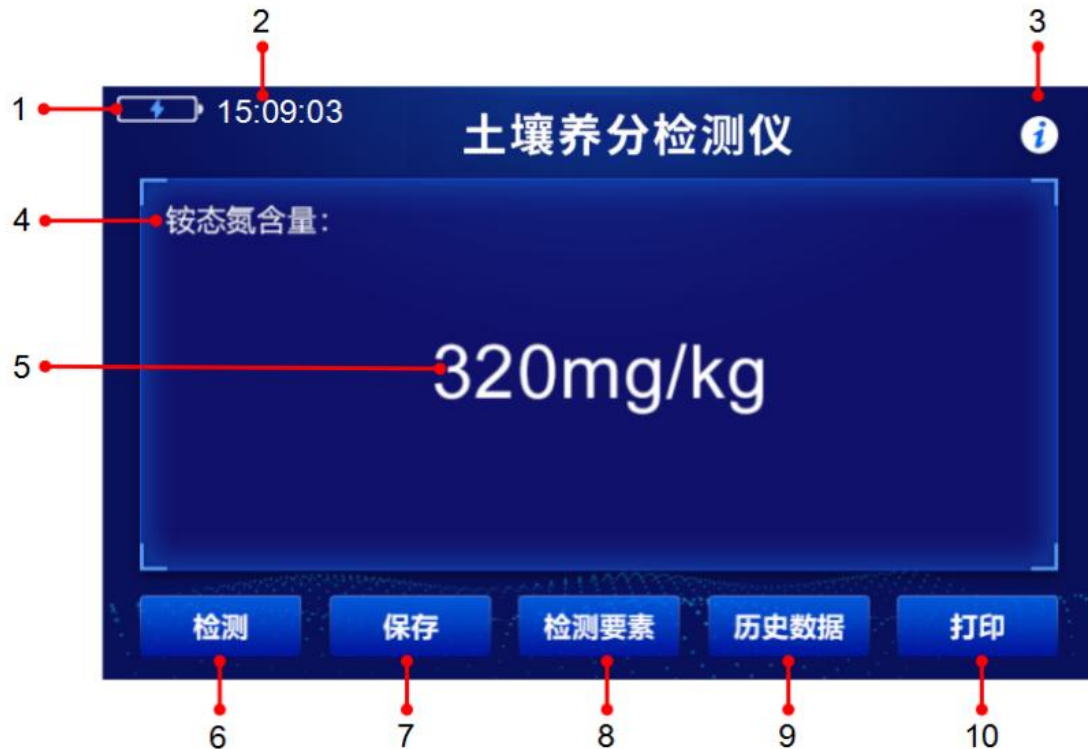 2
3
1
15:09:03
土壤养分检测仪
i
4
铵态氮含量:
5
320mg/kg
检测
保存
检测要素
历史数据
打印
6
7
8
9
10